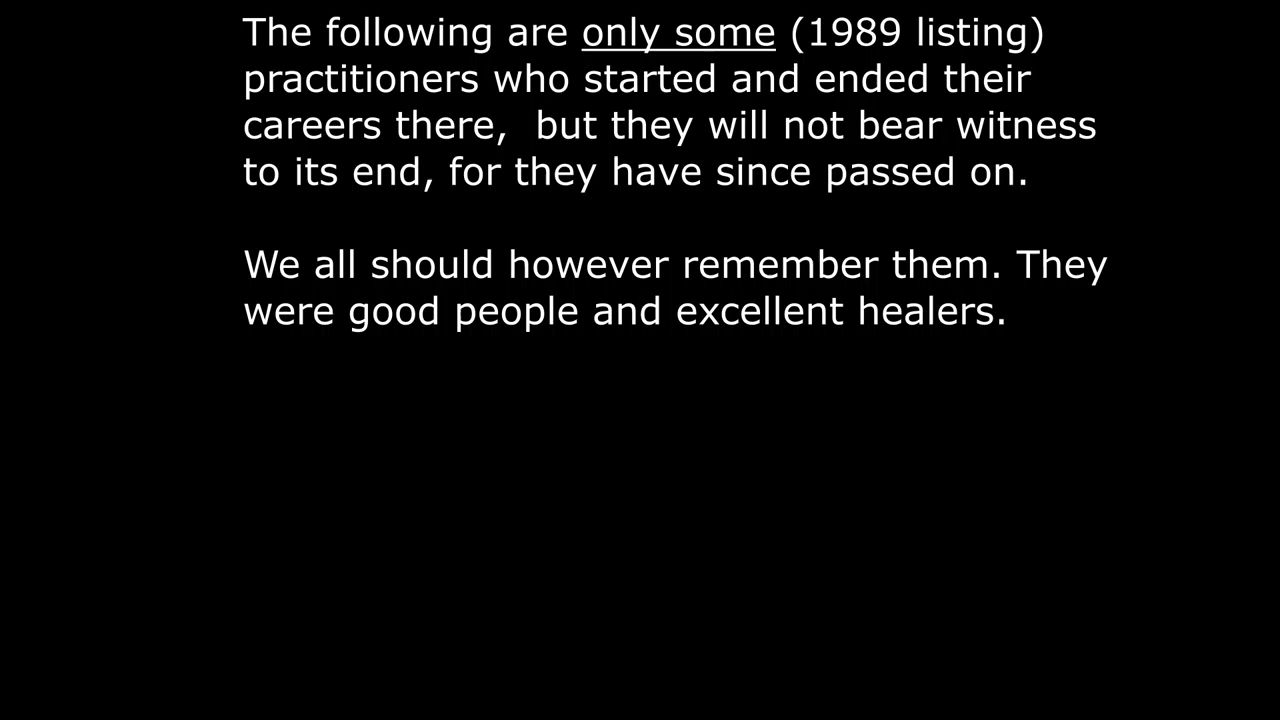 The following are only some (1989 listing)
practitioners who started and ended their
careers there,  but they will not bear witness
to its end, for they have since passed on.

We all should however remember them. They
were good people and excellent healers.